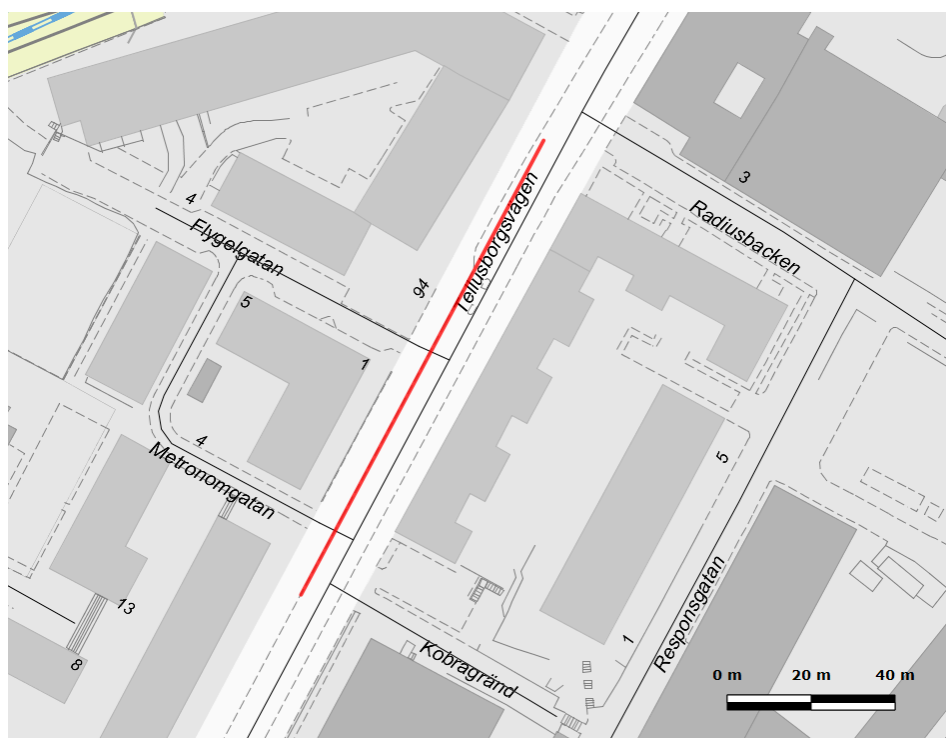 3
4
Radiusbacken
Flygelgatan
Tellusborgsvägen
94
5
1
4
5
Metronomgatan
13
Responsgatan
1
8
Kobragränd
0 m 20 m 40 m